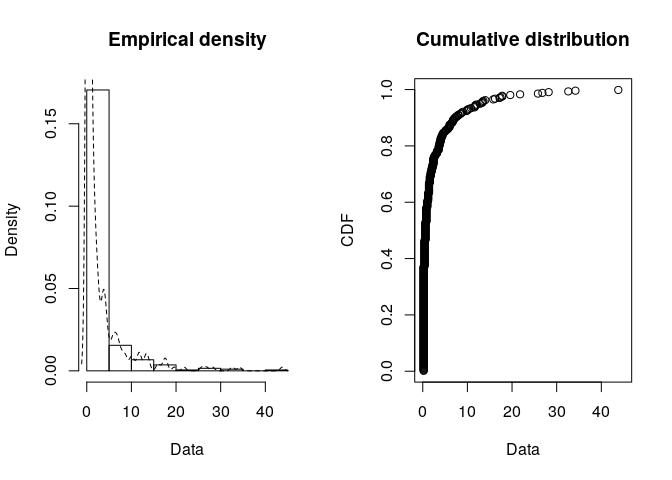 Empirical density
Density
0.00
0.05
0.10
0.15
0 10 20 30 40
Data
Cumulative distribution
CDF
0.0
0.2
0.4
0.6
0.8
1.0
0 10 20 30 40
Data